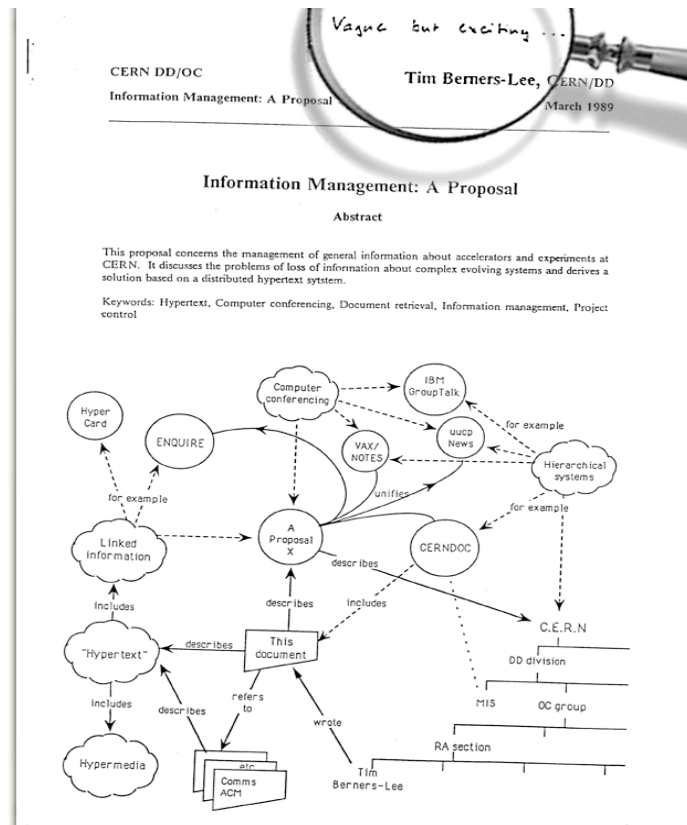 Vague but exciting ...
CERN DD/OC
Tim Berners-Lee, CERN/DD
Information Management: A Proposal
March 1989
Information Management: A Proposal
Abstract
This proposal concerns the management of general information about accelerators and experiments at
CERN. It discusses the problems of loss of information about complex evolving systems and derives a
solution based on a distributed hypertext sytstem.
Keywords: Hypertext, Computer conferencing, Document retrieval, Information management, Project
control
IBM
GroupTalk
Computer
conferencing
Hyper
Card
uucp
News
for example
ENQUIRE
VAX/
NOTES
Hierarchical
systems
unifies
for example
for example
A
Proposal
X
Linked
information
CERNDOC
describes
includes
describes
includes
C.E.R.N
This
document
describes
"Hypertext"
DD division
refers
to
includes
describes
MIS
OC group
wrote
RA section
Hypermedia
etc
Tim
Berners-Lee
Comms
ACM